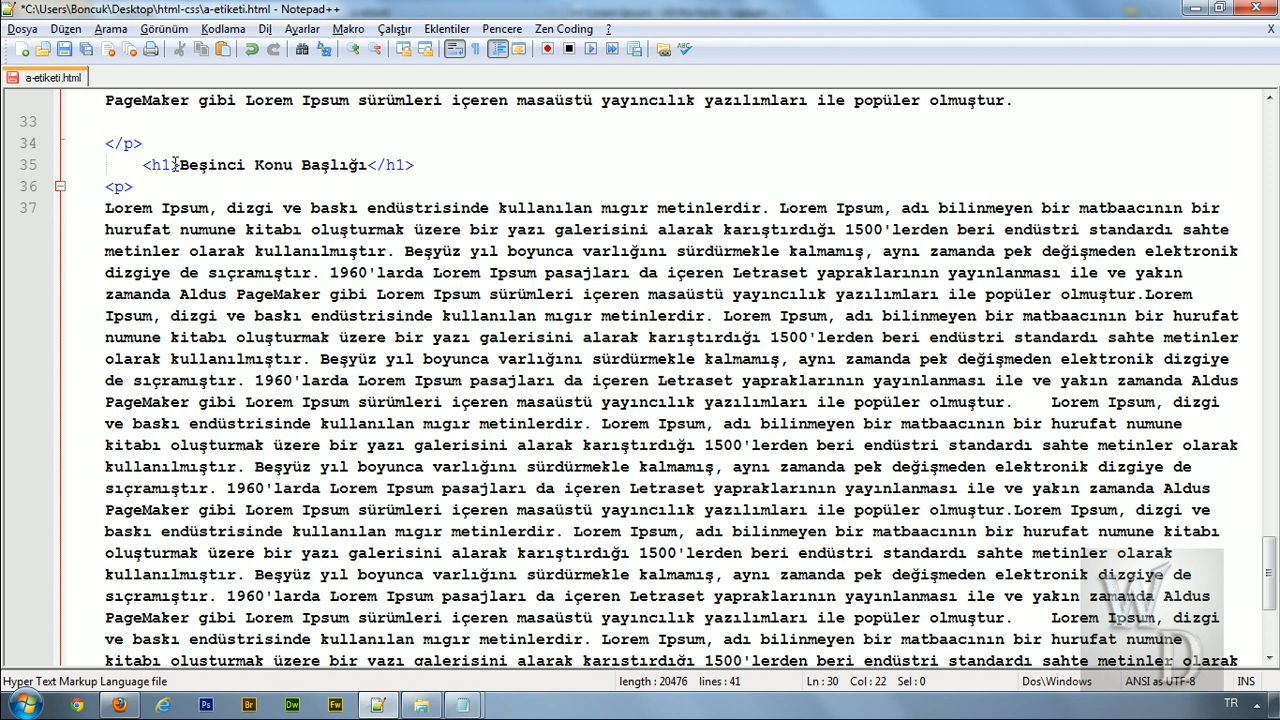 *C:\Users\Boncuk\Desktop\html-css\a-etiketi.html - Notepad++
Dosya Düzen Arama Görünüm Kodlama Dil Ayarlar Makro Çalıştır Eklentiler Pencere Zen Coding ? X
a-etiketi.html
PageMaker gibi Lorem Ipsum sürümleri içeren masaüstü yayıncılık yazılımları ile popüler olmuştur.
33
34 </p>
35 <h1>Beşinci Konu Başlığı</h1>
36 <p>
37 Lorem Ipsum, dizgi ve baskı endüstrisinde kullanılan mıgır metinlerdir. Lorem Ipsum, adı bilinmeyen bir matbaacının bir
hurufat numune kitabı oluşturmak üzere bir yazı galerisini alarak karıştırdığı 1500'lerden beri endüstri standardı sahte
metinler olarak kullanılmıştır. Beşyüz yıl boyunca varlığını sürdürmekle kalmamış, aynı zamanda pek değişmeden elektronik
dizgiye de sıçramıştır. 1960'larda Lorem Ipsum pasajları da içeren Letraset yapraklarının yayınlanması ile ve yakın
zamanda Aldus PageMaker gibi Lorem Ipsum sürümleri içeren masaüstü yayıncılık yazılımları ile popüler olmuştur.Lorem
Ipsum, dizgi ve baskı endüstrisinde kullanılan mıgır metinlerdir. Lorem Ipsum, adı bilinmeyen bir matbaacının bir hurufat
numune kitabı oluşturmak üzere bir yazı galerisini alarak karıştırdığı 1500'lerden beri endüstri standardı sahte metinler
olarak kullanılmıştır. Beşyüz yıl boyunca varlığını sürdürmekle kalmamış, aynı zamanda pek değişmeden elektronik dizgiye
de sıçramıştır. 1960'larda Lorem Ipsum pasajları da içeren Letraset yapraklarının yayınlanması ile ve yakın zamanda Aldus
PageMaker gibi Lorem Ipsum sürümleri içeren masaüstü yayıncılık yazılımları ile popüler olmuştur. Lorem Ipsum, dizgi
ve baskı endüstrisinde kullanılan mıgır metinlerdir. Lorem Ipsum, adı bilinmeyen bir matbaacının bir hurufat numune
kitabı oluşturmak üzere bir yazı galerisini alarak karıştırdığı 1500'lerden beri endüstri standardı sahte metinler olarak
kullanılmıştır. Beşyüz yıl boyunca varlığını sürdürmekle kalmamış, aynı zamanda pek değişmeden elektronik dizgiye de
sıçramıştır. 1960'larda Lorem Ipsum pasajları da içeren Letraset yapraklarının yayınlanması ile ve yakın zamanda Aldus
PageMaker gibi Lorem Ipsum sürümleri içeren masaüstü yayıncılık yazılımları ile popüler olmuştur.Lorem Ipsum, dizgi ve
baskı endüstrisinde kullanılan mıgır metinlerdir. Lorem Ipsum, adı bilinmeyen bir matbaacının bir hurufat numune kitabı
oluşturmak üzere bir yazı galerisini alarak karıştırdığı 1500'lerden beri endüstri standardı sahte metinler olarak
kullanılmıştır. Beşyüz yıl boyunca varlığını sürdürmekle kalmamış, aynı zamanda pek değişmeden elektronik dizgiye de
sıçramıştır. 1960'larda Lorem Ipsum pasajları da içeren Letraset yapraklarının yayınlanması ile ve yakın zamanda Aldus
PageMaker gibi Lorem Ipsum sürümleri içeren masaüstü yayıncılık yazılımları ile popüler olmuştur. Lorem Ipsum, dizgi
ve baskı endüstrisinde kullanılan mıgır metinlerdir. Lorem Ipsum, adı bilinmeyen bir matbaacının bir hurufat numune
kitabı oluşturmak üzere bir yazı galerisini alarak karıştırdığı 1500'lerden beri endüstri standardı sahte metinler olarak
Hyper Text Markup Language file length : 20476 lines : 41 Ln : 30 Col : 22 Sel : 0 Dos\Windows ANSI as UTF-8 INS
Ps Br Dw Fw TR
W D